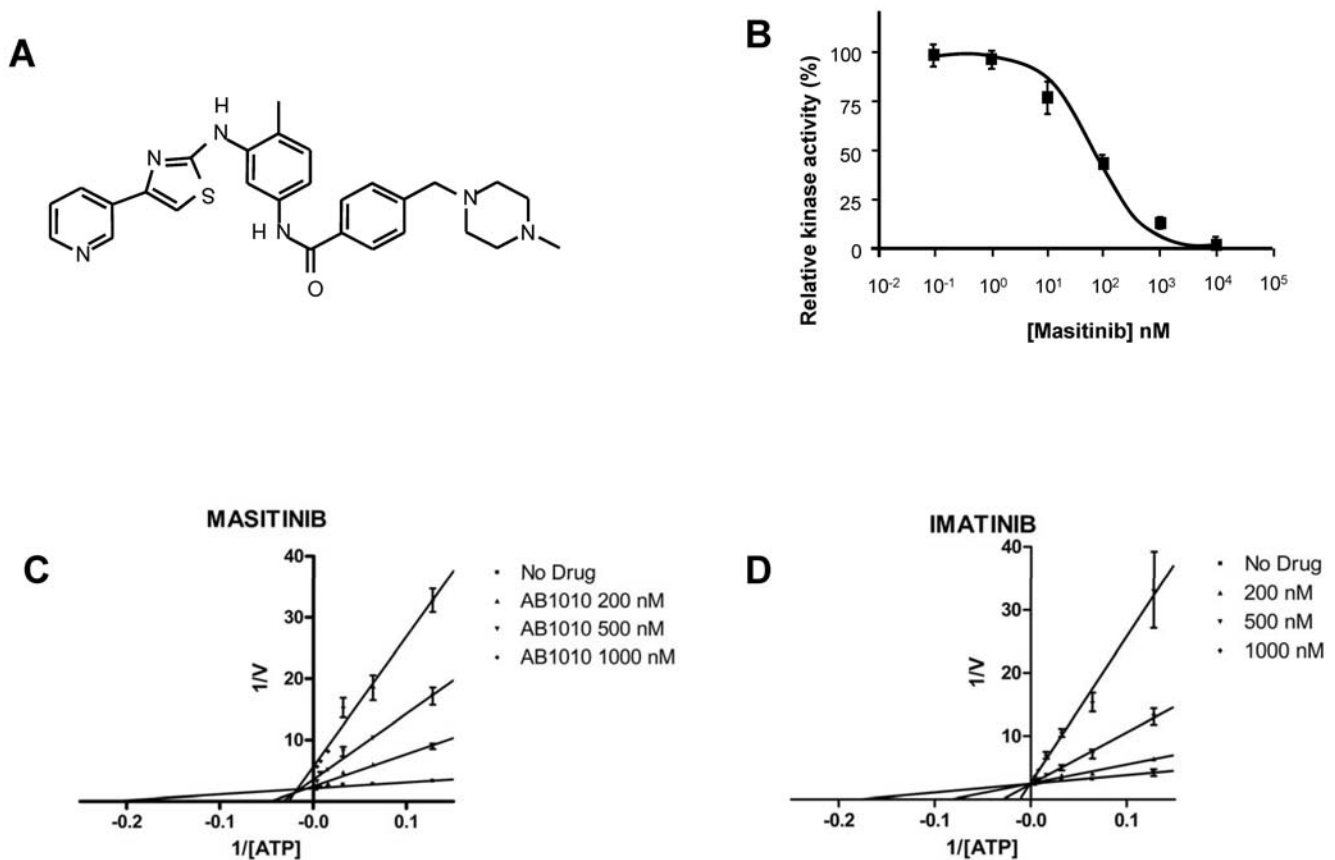 A
H
N
N
S
N
H
N
O
N
N
B
Relative kinase activity (%)
100
75
50
25
0
10⁻² 10⁻¹ 10⁰ 10¹ 10² 10³ 10⁴ 10⁵
[Masitinib] nM
C
MASITINIB
1/V
40
30
20
10
-0.2 -0.1 -0.0 0.1
1/[ATP]
No Drug
AB1010 200 nM
AB1010 500 nM
AB1010 1000 nM
D
IMATINIB
1/V
40
30
20
10
-0.2 -0.1 -0.0 0.1
1/[ATP]
No Drug
200 nM
500 nM
1000 nM